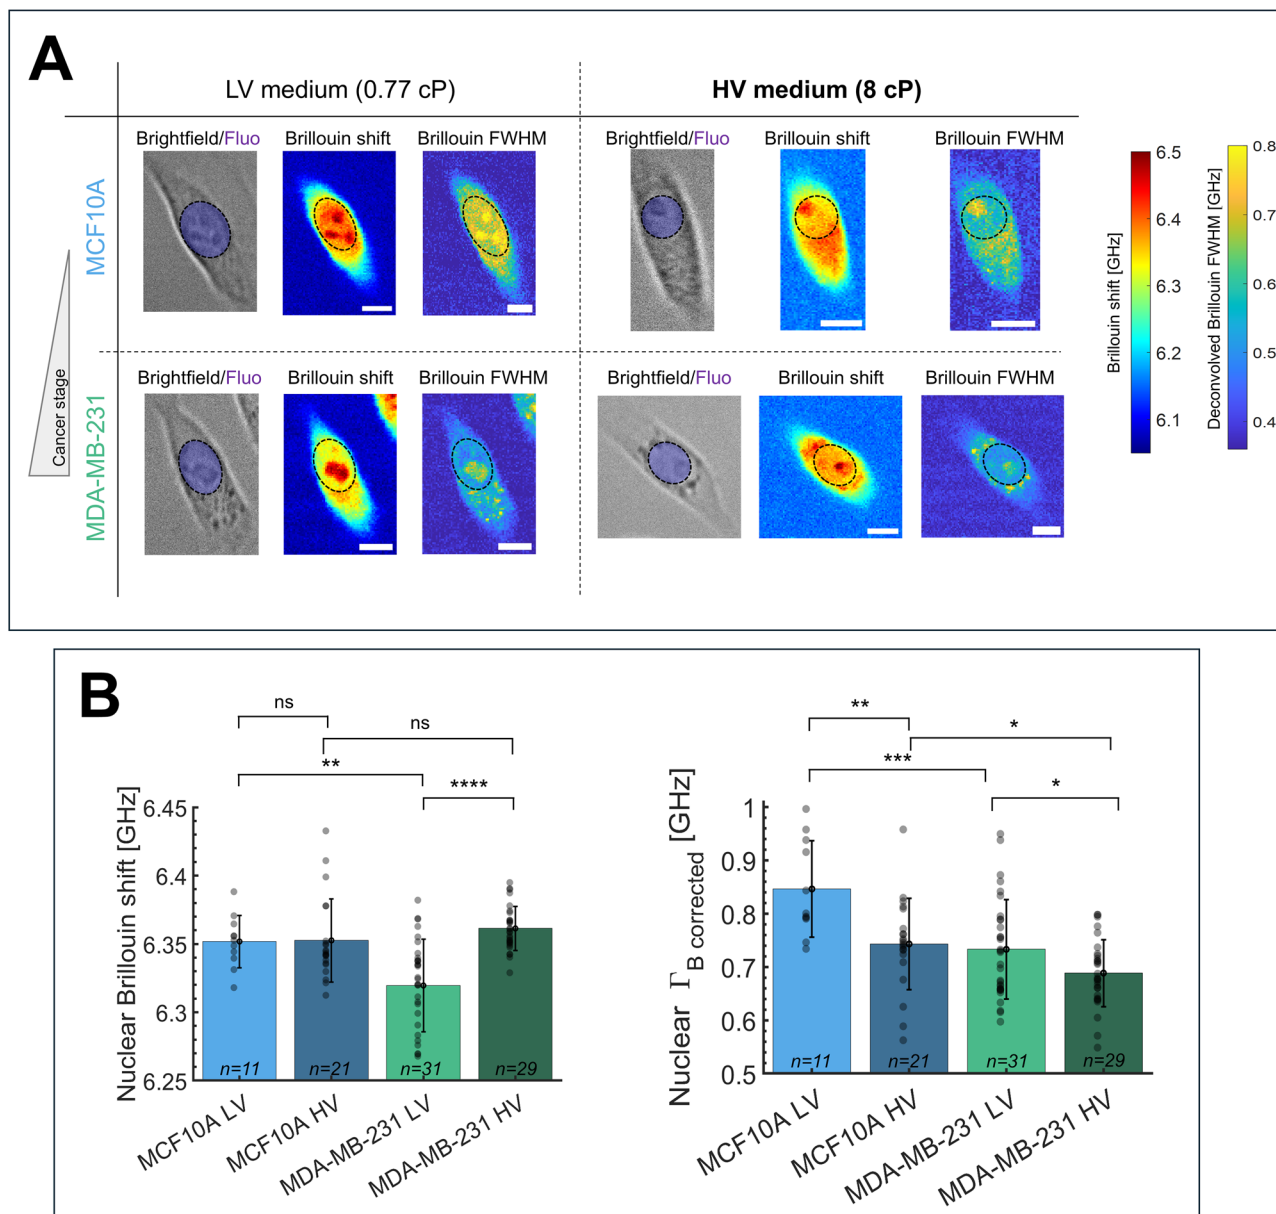 A
LV medium (0.77 cP)
HV medium (8 cP)
Brightfield/Fluo
Brillouin shift
Brillouin FWHM
Brightfield/Fluo
Brillouin shift
Brillouin FWHM
MCF10A
6.5
6.4
6.3
6.2
6.1
Brillouin shift [GHz]
0.8
0.7
0.6
0.5
0.4
Deconvolved Brillouin FWHM [GHz]
Cancer stage
Brightfield/Fluo
Brillouin shift
Brillouin FWHM
Brightfield/Fluo
Brillouin shift
Brillouin FWHM
MDA-MB-231
B
ns
ns
**
****
Nuclear Brillouin shift [GHz]
6.45
6.4
6.35
6.3
6.25
n=11
n=21
n=31
n=29
MCF10A LV
MCF10A HV
MDA-MB-231 LV
MDA-MB-231 HV
**
*
***
*
Nuclear Γ_B corrected [GHz]
1
0.9
0.8
0.7
0.6
0.5
n=11
n=21
n=31
n=29
MCF10A LV
MCF10A HV
MDA-MB-231 LV
MDA-MB-231 HV